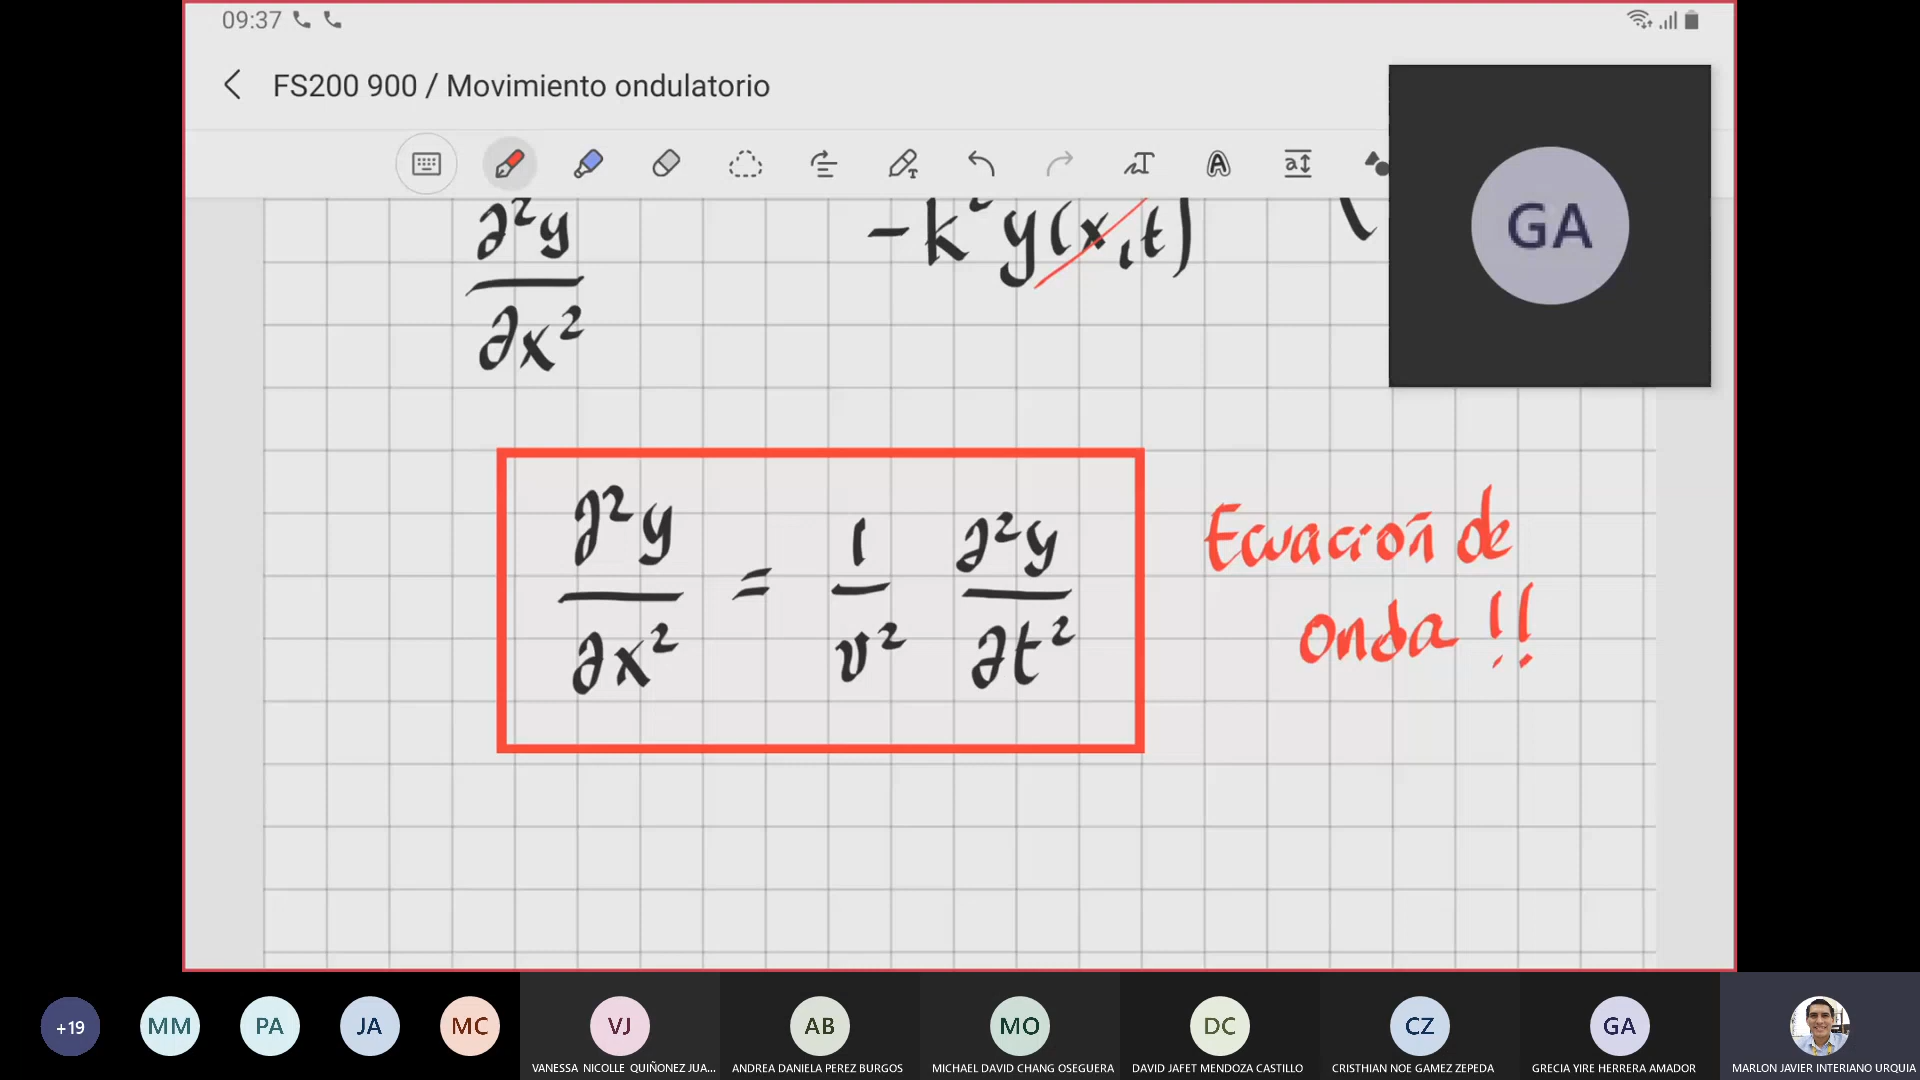 09:37
FS200 900 / Movimiento ondulatorio
∂²y
∂x²
-k²y(x,t)
GA
∂²y/∂x² = 1/v² ∂²y/∂t²
Ecuación de
onda !!
+19
MM
PA
JA
MC
VJ
VANESSA NICOLLE QUIÑONEZ JUA...
AB
ANDREA DANIELA PEREZ BURGOS
MO
MICHAEL DAVID CHANG OSEGUERA
DC
DAVID JAFET MENDOZA CASTILLO
CZ
CRISTHIAN NOE GAMEZ ZEPEDA
GA
GRECIA YIRE HERRERA AMADOR
MARLON JAVIER INTERIANO URQUIA